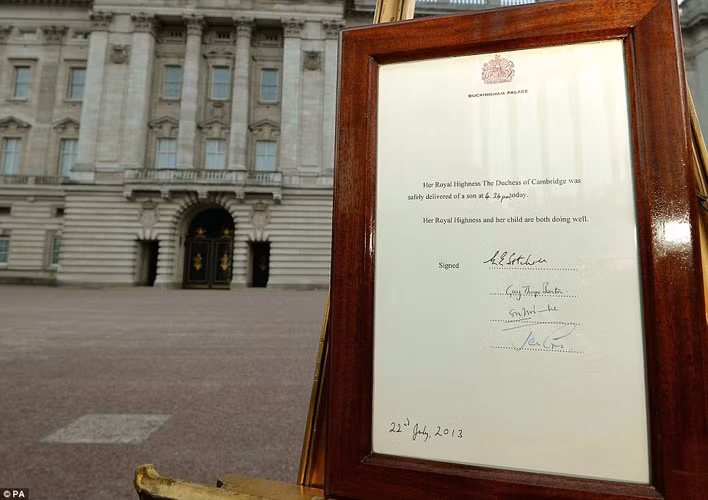 BUCKINGHAM PALACE
Her Royal Highness The Duchess of Cambridge was
safely delivered of a son at 4.24pm today.
Her Royal Highness and her child are both doing well.
Signed
22nd July, 2013
© PA